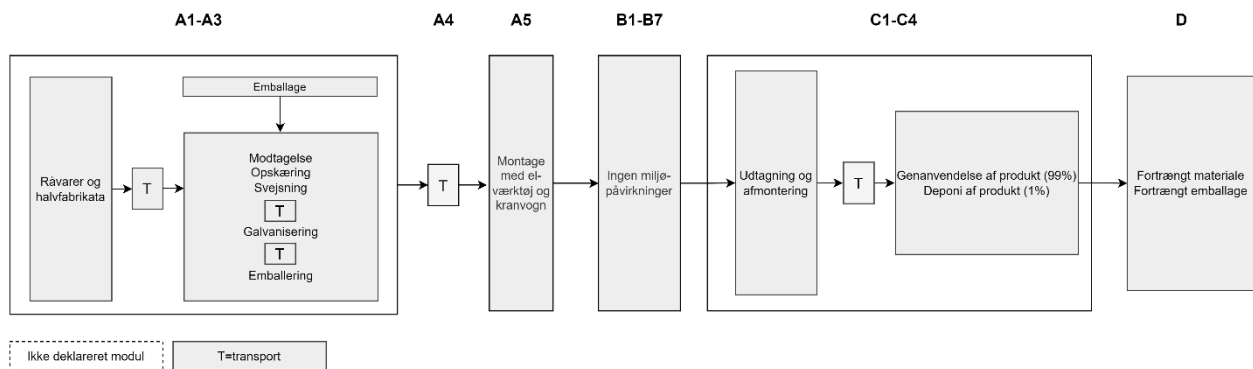 A1-A3
A4
A5
B1-B7
C1-C4
D
Råvarer og
halvfabrikata
T
Emballage
Modtagelse
Opskæring
Svejsning
T
Galvanisering
T
Emballering
T
Montage
med el-
værktøj og
kranvogn
Ingen miljø-
påvirkninger
Udtagning og
afmontering
T
Genanvendelse af produkt (99%)
Deponi af produkt (1%)
Fortrængt materiale
Fortrængt emballage
Ikke deklareret modul
T=transport